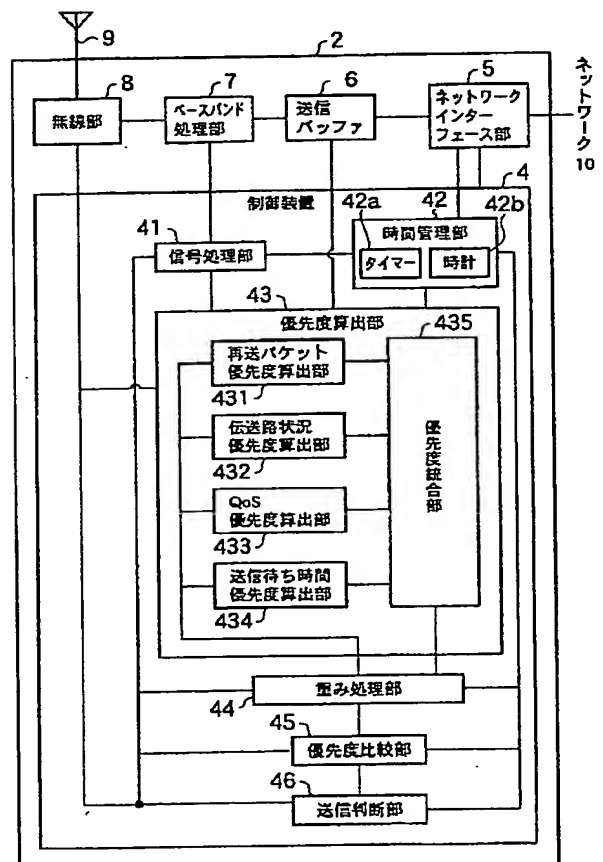 9
2
8
無線部
7
ベースバンド
処理部
6
送信
バッファ
5
ネットワーク
インター
フェース部
ネットワーク 10
4
制御装置
41
信号処理部
42a
42
42b
時間管理部
タイマー
時計
43
優先度算出部
435
再送パケット
優先度算出部
431
伝送路状況
優先度算出部
432
QoS
優先度算出部
433
送信待ち時間
優先度算出部
434
優先度統合部
重み処理部
44
45
優先度比較部
46
送信判断部